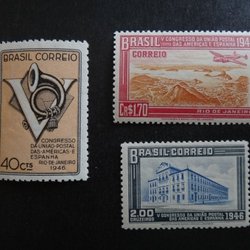 BRASIL CORREIO
V
CONGRESSO
DA UNIÃO POSTAL
DAS AMÉRICAS E
ESPANHA
RIO DE JANEIRO
1946
40 CTS
BRASIL V CONGRESSO DA UNIÃO POSTAL
DAS AMÉRICAS E ESPANHA 1946
CORREIO
CR$ 1,70
RIO DE JANEIRO
BRASIL·CORREIO
2.00
CRUZEIROS
V CONGRESSO DA UNIÃO POSTAL
DAS AMÉRICAS E ESPANHA
1946